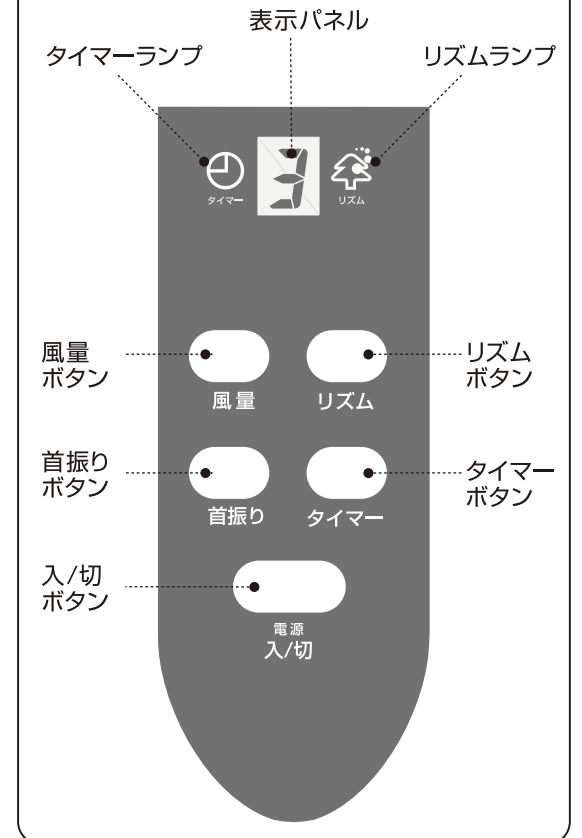 表示パネル
タイマーランプ
リズムランプ
3
タイマー
リズム
風量
ボタン
リズム
ボタン
風量
リズム
首振り
ボタン
タイマー
ボタン
首振り
タイマー
入/切
ボタン
電源
入/切